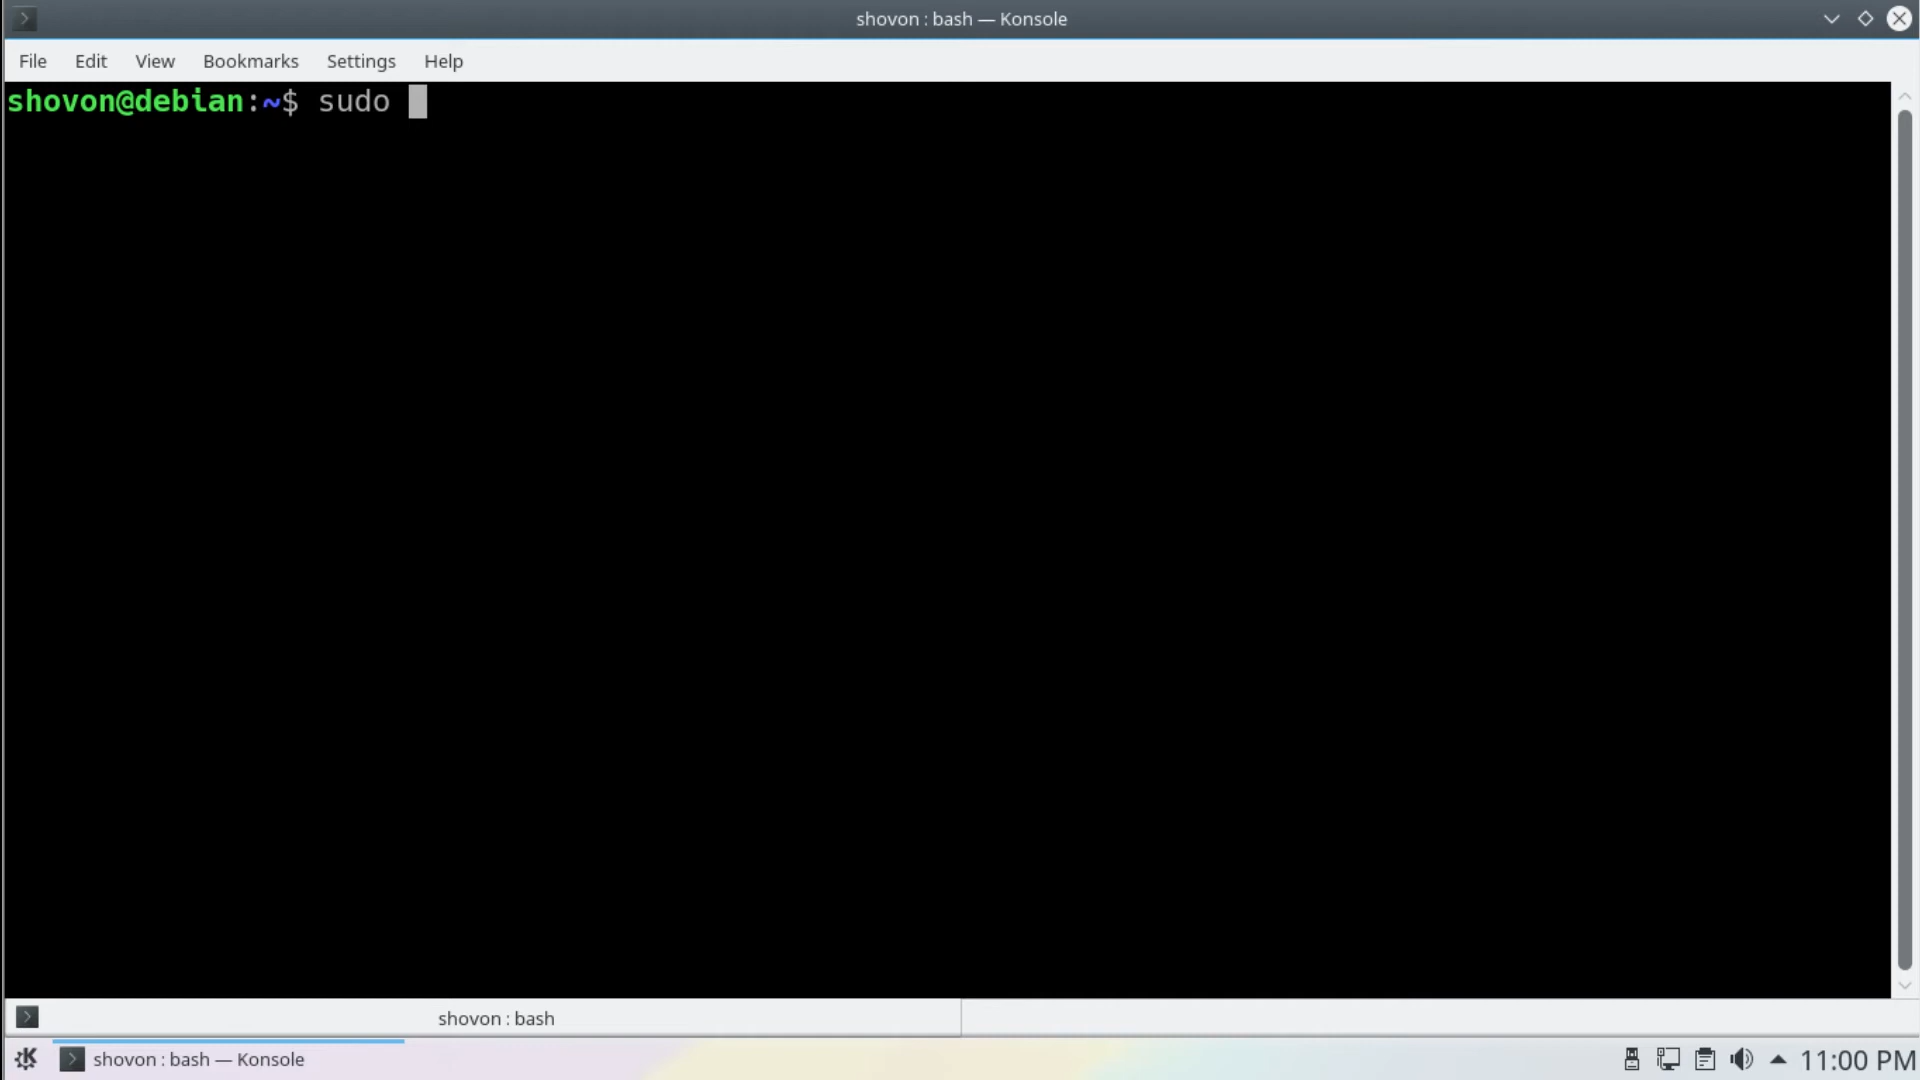 shovon : bash — Konsole
File Edit View Bookmarks Settings Help
shovon@debian:~$ sudo
shovon : bash
shovon : bash — Konsole
11:00 PM